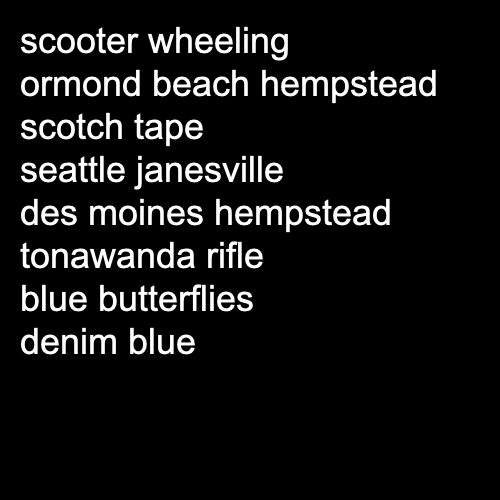 scooter wheeling
ormond beach hempstead
scotch tape
seattle janesville
des moines hempstead
tonawanda rifle
blue butterflies
denim blue